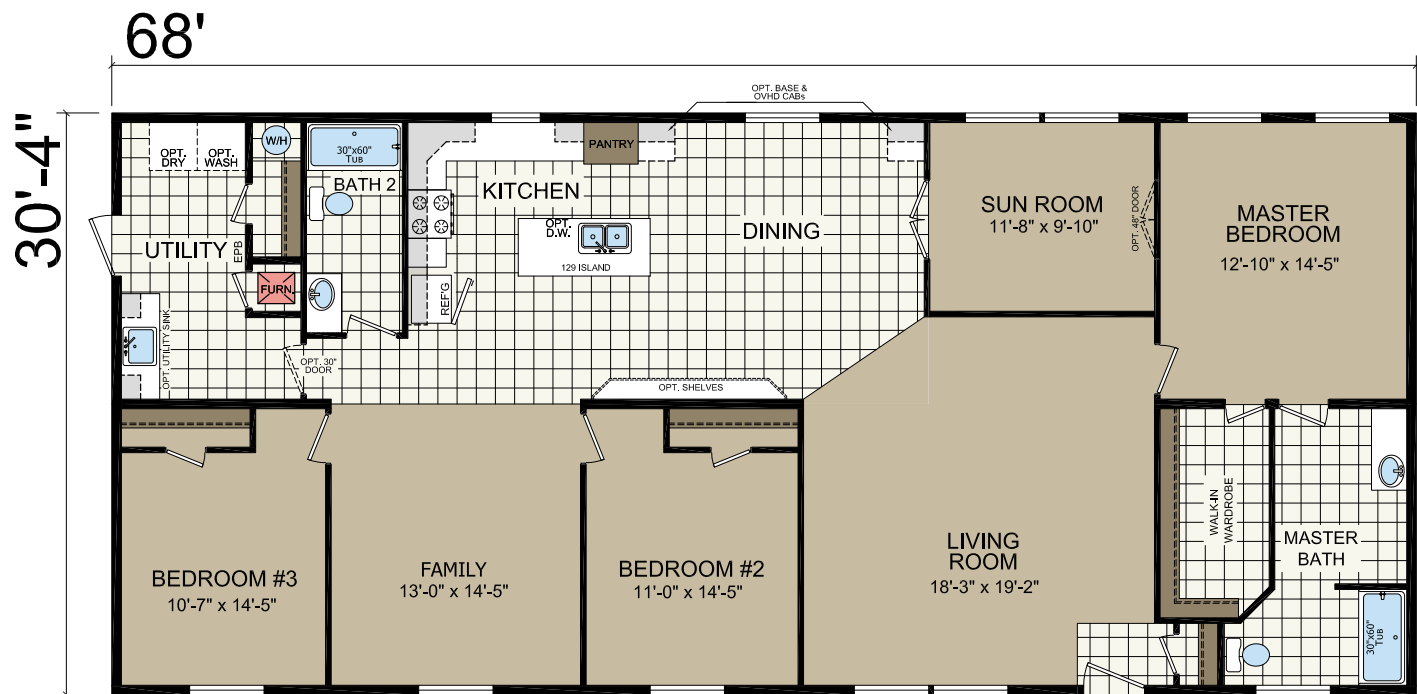 68'
30'-4"
OPT. BASE &
OVHD CABs
OPT.
DRY
OPT.
WASH
W/H
30"x60"
TUB
BATH 2
PANTRY
KITCHEN
OPT.
D.W.
129 ISLAND
DINING
SUN ROOM
11'-8" x 9'-10"
OPT. 48" DOOR
MASTER
BEDROOM
12'-10" x 14'-5"
UTILITY
EPB
FURN.
REF'G
OPT. UTILITY SINK
OPT. 30"
DOOR
OPT. SHELVES
BEDROOM #3
10'-7" x 14'-5"
FAMILY
13'-0" x 14'-5"
BEDROOM #2
11'-0" x 14'-5"
LIVING
ROOM
18'-3" x 19'-2"
WALK-IN
WARDROBE
MASTER
BATH
30"x60"
TUB